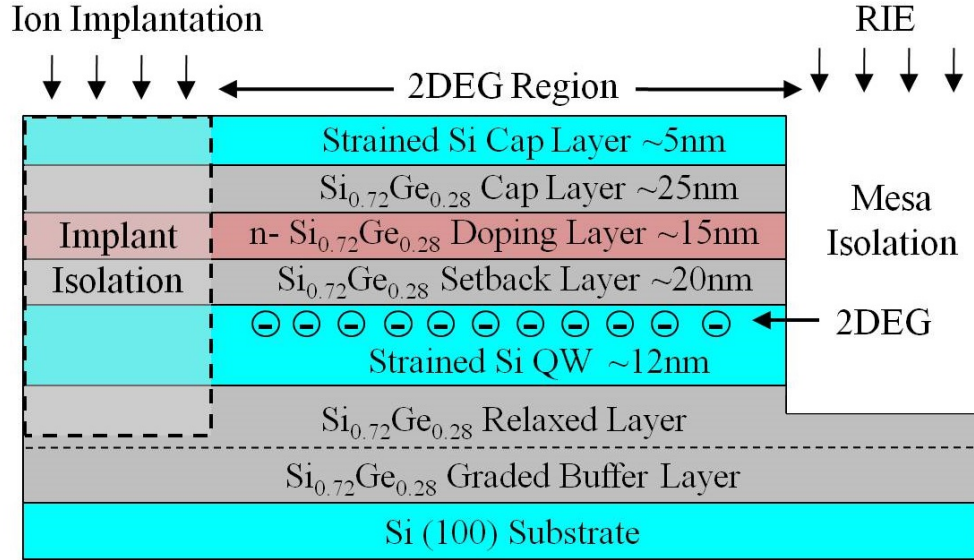 Ion Implantation
RIE
2DEG Region
Strained Si Cap Layer ~5nm
Si0.72Ge0.28 Cap Layer ~25nm
n- Si0.72Ge0.28 Doping Layer ~15nm
Si0.72Ge0.28 Setback Layer ~20nm
Implant
Isolation
Mesa
Isolation
2DEG
Strained Si QW ~12nm
Si0.72Ge0.28 Relaxed Layer
Si0.72Ge0.28 Graded Buffer Layer
Si (100) Substrate